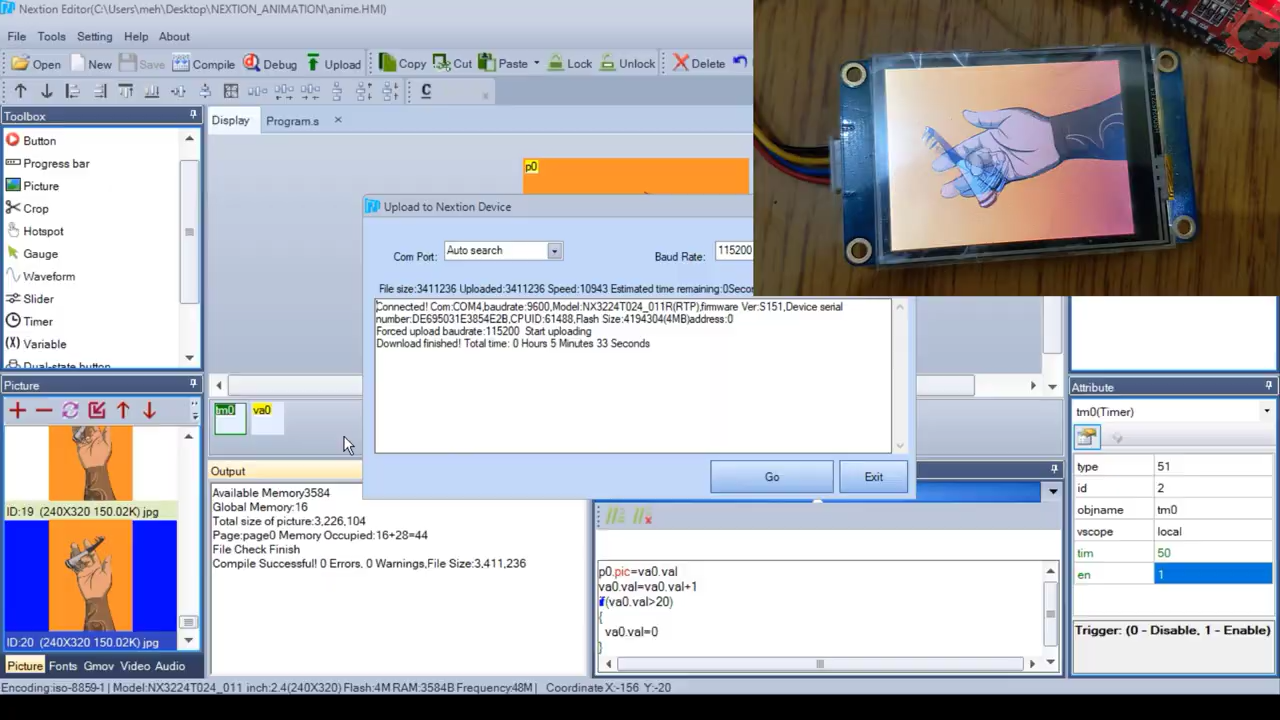 Nextion Editor(C:\Users\meh\Desktop\NEXTION_ANIMATION\anime.HMI)
File Tools Setting Help About
Open New Save Compile Debug Upload Copy Cut Paste Lock Unlock Delete
Toolbox
Button
Progress bar
Picture
Crop
Hotspot
Gauge
Waveform
Slider
Timer
Variable
Dual-state button
Display Program.s
p0
Upload to Nextion Device
Com Port: Auto search Baud Rate: 115200
File size:3411236 Uploaded:3411236 Speed:10943 Estimated time remaining:0Secon
Connected! Com:COM4,baudrate:9600,Model:NX3224T024_011R(RTP),firmware Ver:S151,Device serial
number:DE695031E3854E2B,CPUID:61488,Flash Size:4194304(4MB)address:0
Forced upload baudrate:115200 Start uploading
Download finished! Total time: 0 Hours 5 Minutes 33 Seconds
Go Exit
Picture
ID:19 (240X320 150.02K) jpg
ID:20 (240X320 150.02K) jpg
Picture Fonts Gmov Video Audio
tm0 va0
Output
Available Memory3584
Global Memory:16
Total size of picture:3,226,104
Page:page0 Memory Occupied:16+28=44
File Check Finish
Compile Successful! 0 Errors, 0 Warnings,File Size:3,411,236
p0.pic=va0.val
va0.val=va0.val+1
if(va0.val>20)
{
va0.val=0
}
Attribute
tm0(Timer)
type 51
id 2
objname tm0
vscope local
tim 50
en 1
Trigger: (0 - Disable, 1 - Enable)
Encoding:iso-8859-1 Model:NX3224T024_011 inch:2.4(240X320) Flash:4M RAM:3584B Frequency:48M Coordinate X:-156 Y:-20